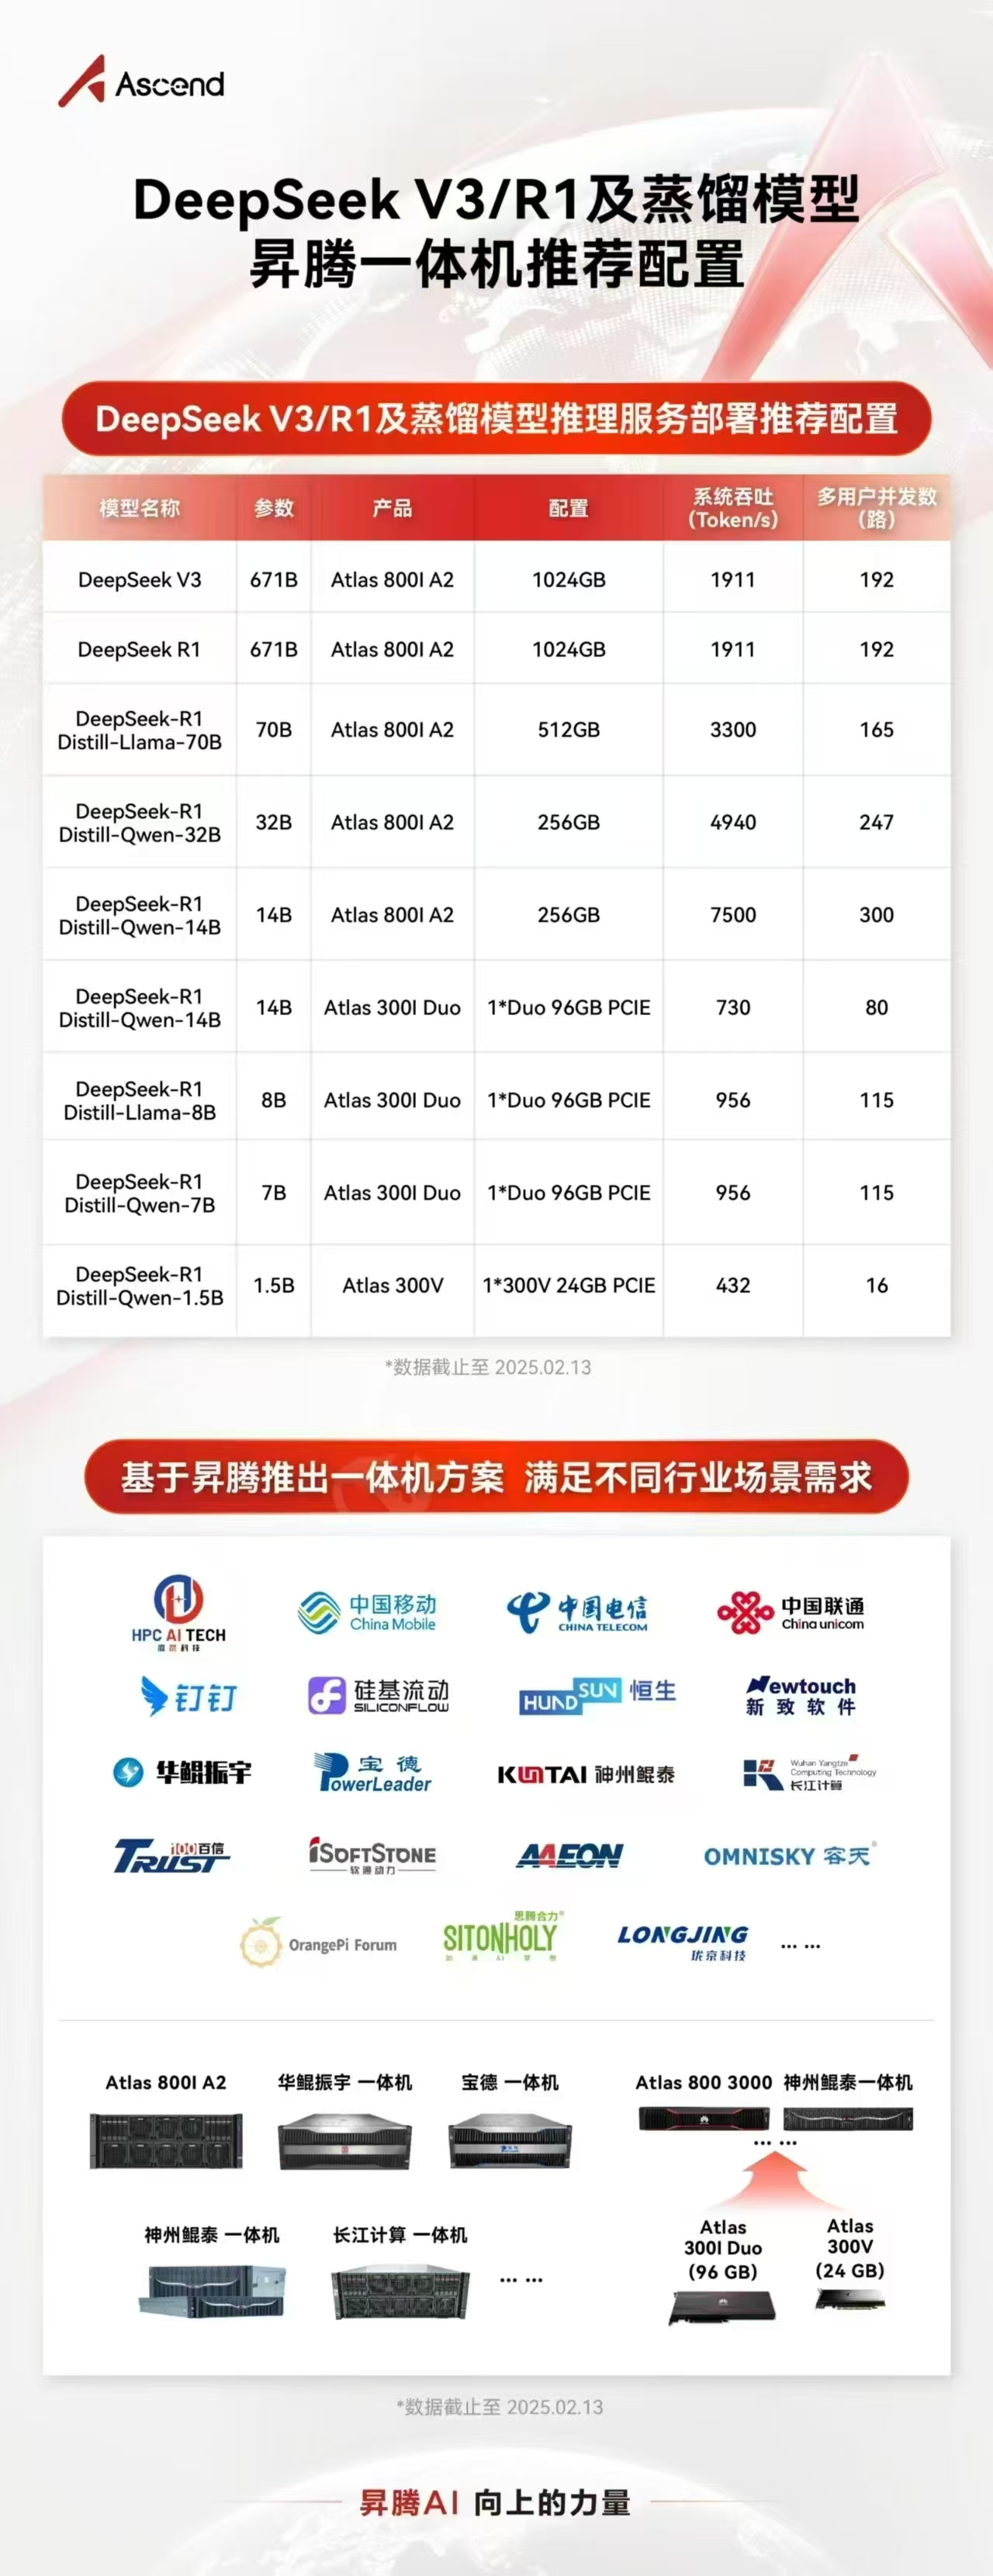 Ascend
DeepSeek V3/R1及蒸馏模型
昇腾一体机推荐配置
DeepSeek V3/R1及蒸馏模型推理服务部署推荐配置
模型名称 参数 产品 配置 系统吞吐 (Token/s) 多用户并发数 (路)
DeepSeek V3 671B Atlas 800I A2 1024GB 1911 192
DeepSeek R1 671B Atlas 800I A2 1024GB 1911 192
DeepSeek-R1 Distill-Llama-70B 70B Atlas 800I A2 512GB 3300 165
DeepSeek-R1 Distill-Qwen-32B 32B Atlas 800I A2 256GB 4940 247
DeepSeek-R1 Distill-Qwen-14B 14B Atlas 800I A2 256GB 7500 300
DeepSeek-R1 Distill-Qwen-14B 14B Atlas 300I Duo 1*Duo 96GB PCIE 730 80
DeepSeek-R1 Distill-Llama-8B 8B Atlas 300I Duo 1*Duo 96GB PCIE 956 115
DeepSeek-R1 Distill-Qwen-7B 7B Atlas 300I Duo 1*Duo 96GB PCIE 956 115
DeepSeek-R1 Distill-Qwen-1.5B 1.5B Atlas 300V 1*300V 24GB PCIE 432 16
*数据截止至 2025.02.13
基于昇腾推出一体机方案 满足不同行业场景需求
HPC AI TECH
中国移动 China Mobile
中国电信 CHINA TELECOM
中国联通 China unicom
钉钉
硅基流动 SILICONFLOW
HUNDSUN 恒生
Newtouch 新致软件
华鲲振宇
宝德 PowerLeader
KUNTAI 神州鲲泰
Wuhan Yangtze Computing Technology 长江计算
100百信 TRUST
iSOFTSTONE 软通动力
AAEON
OMNISKY 容天®
OrangePi Forum
思腾合力® SITONHOLY
LONGJING 珑京科技
... ...
Atlas 800I A2
华鲲振宇 一体机
宝德 一体机
Atlas 800 3000
神州鲲泰一体机
... ...
神州鲲泰 一体机
长江计算 一体机
... ...
Atlas 300I Duo (96 GB)
Atlas 300V (24 GB)
*数据截止至 2025.02.13
昇腾AI 向上的力量